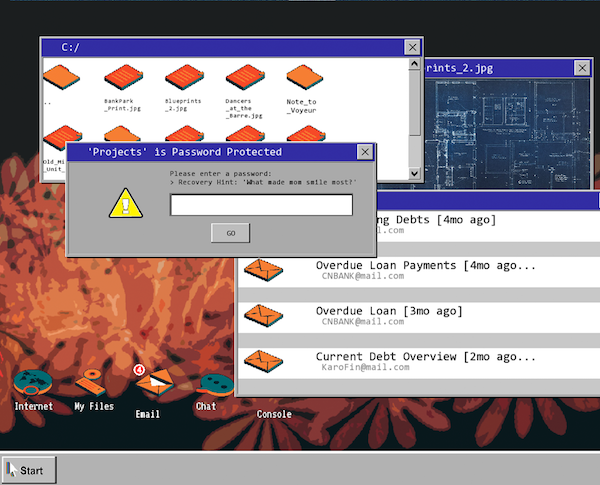 C:/
..
BankPark
_Print.jpg
Blueprints
_2.jpg
Dancers
_at_the
_Barre.jpg
Note_to
_Voyeur
rints_2.jpg
Old_Mi
_Unit_
'Projects' is Password Protected
Please enter a password:
> Recovery Hint: 'What made mom smile most?'
GO
ng Debts [4mo ago]
mail.com
Overdue Loan Payments [4mo ago...
CNBANK@mail.com
Overdue Loan [3mo ago]
CNBANK@mail.com
Current Debt Overview [2mo ago...
KaroFin@mail.com
4
Internet
My Files
Email
Chat
Console
Start